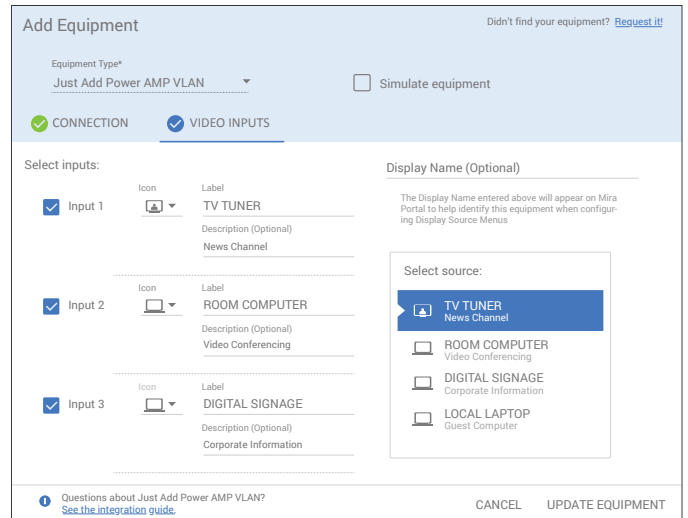 Add Equipment
Didn't find your equipment? Request it!
Equipment Type*
Just Add Power AMP VLAN
Simulate equipment
CONNECTION
VIDEO INPUTS
Select inputs:
Input 1
Icon
Label
TV TUNER
Description (Optional)
News Channel
Input 2
Icon
Label
ROOM COMPUTER
Description (Optional)
Video Conferencing
Input 3
Icon
Label
DIGITAL SIGNAGE
Description (Optional)
Corporate Information
Display Name (Optional)
The Display Name entered above will appear on Mira
Portal to help identify this equipment when configur-
ing Display Source Menus
Select source:
TV TUNER
News Channel
ROOM COMPUTER
Video Conferencing
DIGITAL SIGNAGE
Corporate Information
LOCAL LAPTOP
Guest Computer
Questions about Just Add Power AMP VLAN?
See the integration guide.
CANCEL
UPDATE EQUIPMENT